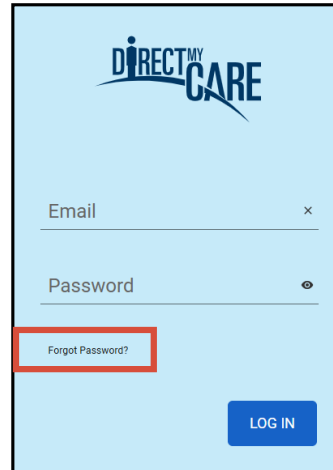 DIRECT MY
CARE
Email
Password
Forgot Password?
LOG IN